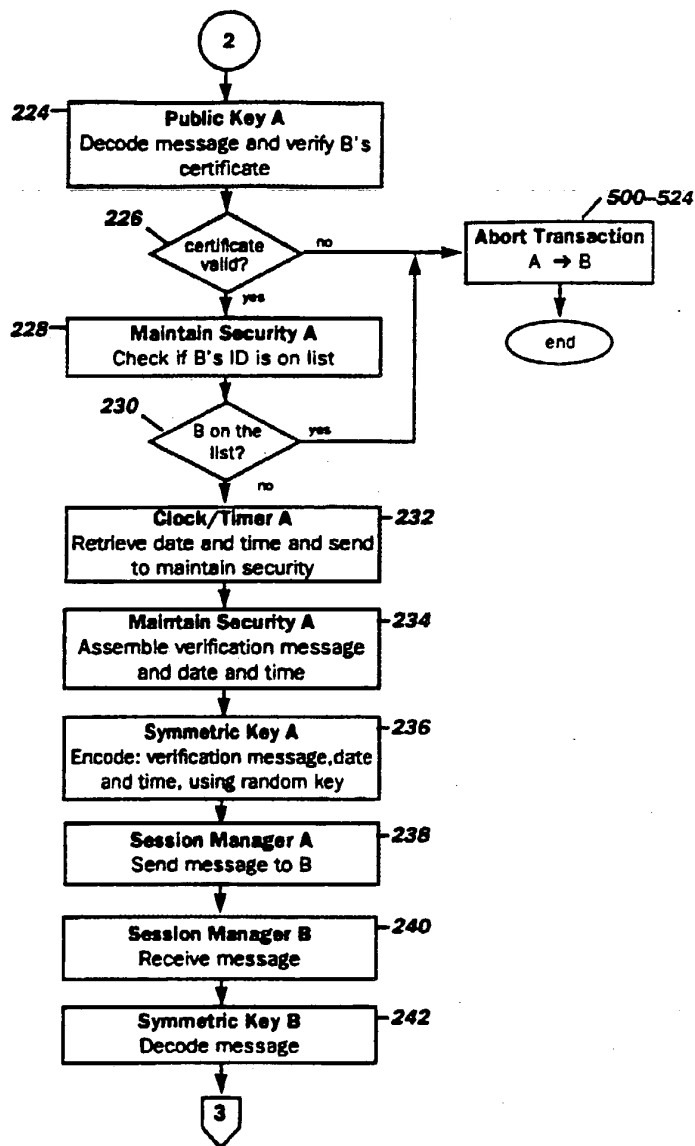 2
224
Public Key A
Decode message and verify B's
certificate
226
certificate
valid?
no
yes
500-524
Abort Transaction
A → B
end
228
Maintain Security A
Check if B's ID is on list
230
B on the
list?
yes
no
Clock/Timer A
Retrieve date and time and send
to maintain security
232
Maintain Security A
Assemble verification message
and date and time
234
Symmetric Key A
Encode: verification message,date
and time, using random key
236
Session Manager A
Send message to B
238
Session Manager B
Receive message
240
Symmetric Key B
Decode message
242
3